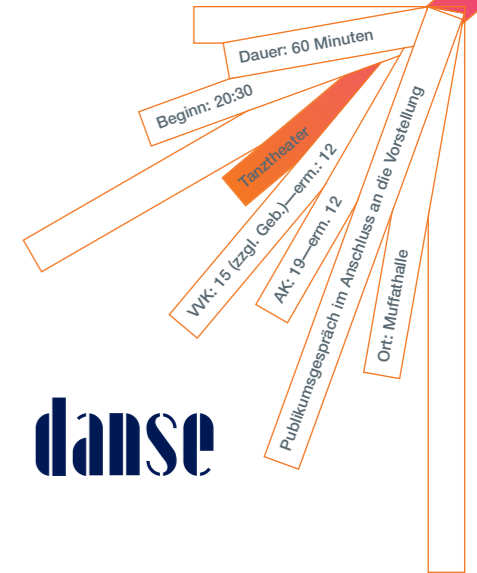 Dauer: 60 Minuten
Beginn: 20:30
Tanztheater
VVK: 15 (zzgl. Geb.)—erm.: 12
AK: 19—erm. 12
Publikumsgespräch im Anschluss an die Vorstellung
Ort: Muffathalle
danse